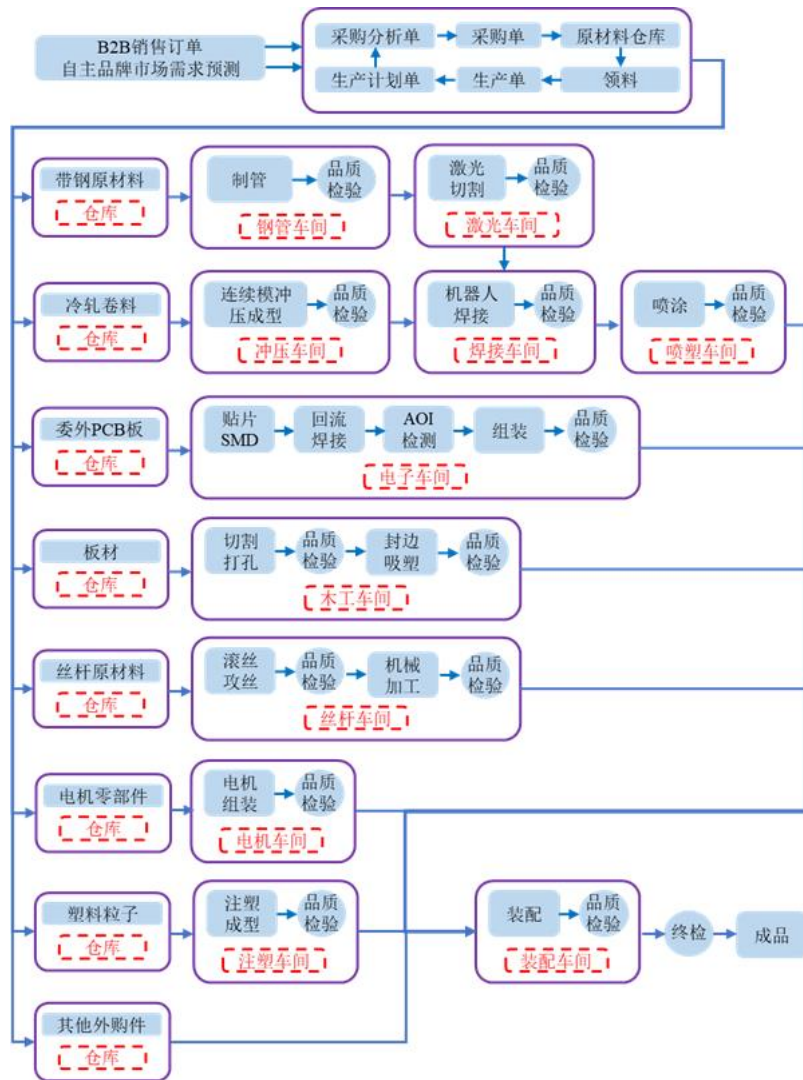 B2B销售订单
自主品牌市场需求预测
采购分析单
采购单
原材料仓库
生产计划单
生产单
领料
带钢原材料
仓库
制管
品质
检验
钢管车间
激光
切割
品质
检验
激光车间
冷轧卷料
仓库
连续模冲
压成型
品质
检验
冲压车间
机器人
焊接
品质
检验
焊接车间
喷涂
品质
检验
喷塑车间
委外PCB板
仓库
贴片
SMD
回流
焊接
AOI
检测
组装
品质
检验
电子车间
板材
仓库
切割
打孔
品质
检验
封边
吸塑
品质
检验
木工车间
丝杆原材料
仓库
滚丝
攻丝
品质
检验
机械
加工
品质
检验
丝杆车间
电机零部件
仓库
电机
组装
品质
检验
电机车间
塑料粒子
仓库
注塑
成型
品质
检验
注塑车间
装配
品质
检验
装配车间
终检
成品
其他外购件
仓库